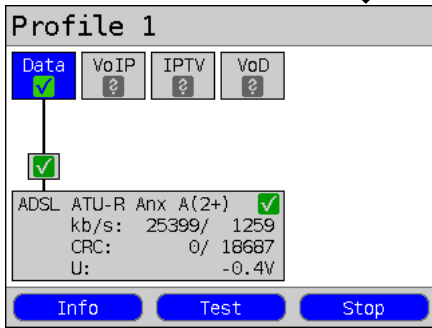 Profile 1
Data VoIP IPTV VoD
? ? ?
ADSL ATU-R Anx A(2+)
kb/s: 25399/ 1259
CRC: 0/ 18687
U: -0.4V
Info Test Stop